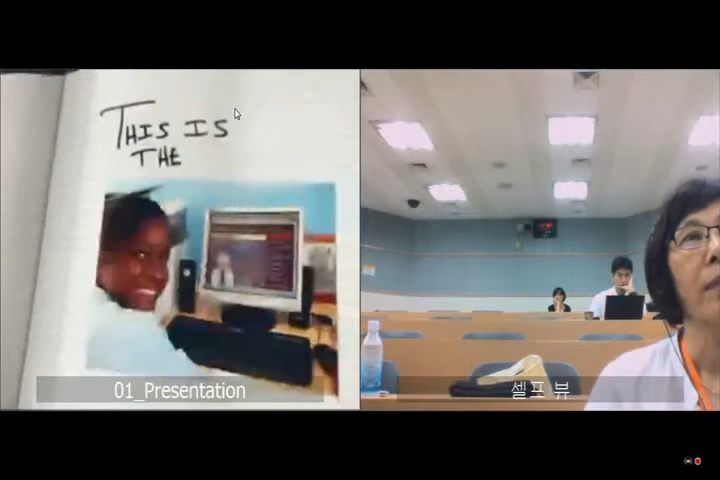 THIS IS
THE
01_Presentation
셀프 뷰